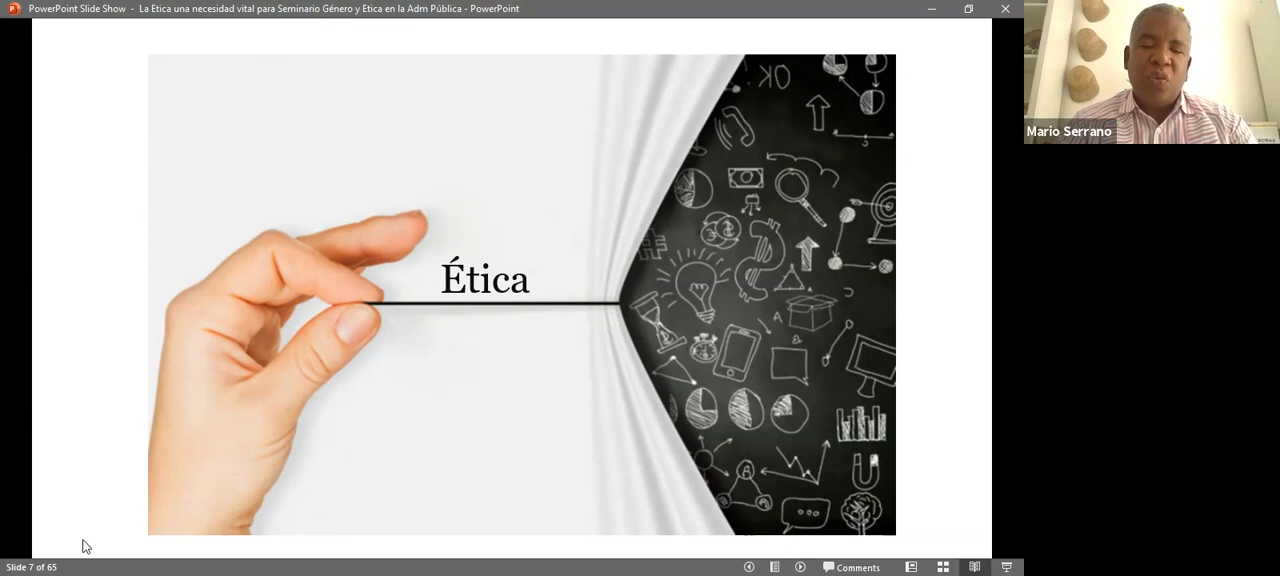 PowerPoint Slide Show - La Etica una necesidad vital para Seminario Género y Etica en la Adm Pública - PowerPoint
Mario Serrano
OK
Ética
Slide 7 of 65
Comments